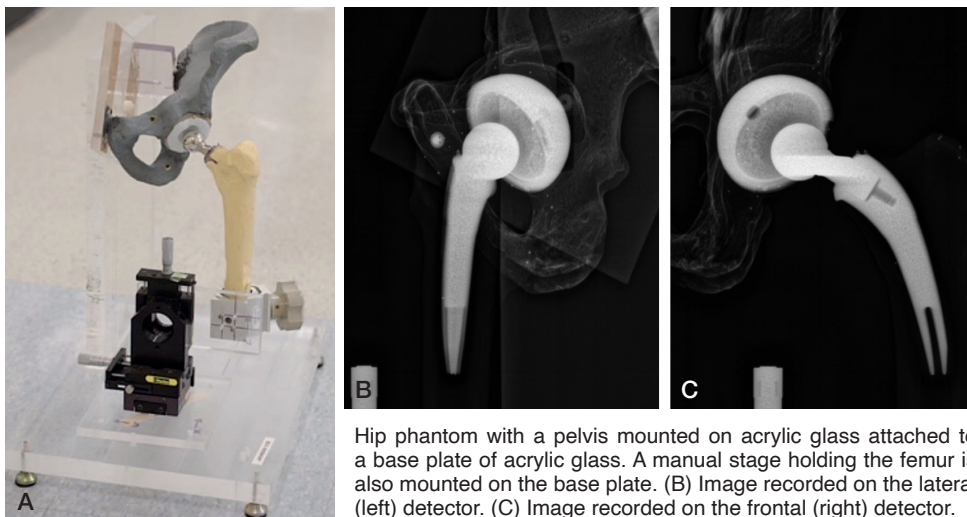 A
B
C
Hip phantom with a pelvis mounted on acrylic glass attached to
a base plate of acrylic glass. A manual stage holding the femur is
also mounted on the base plate. (B) Image recorded on the lateral
(left) detector. (C) Image recorded on the frontal (right) detector.